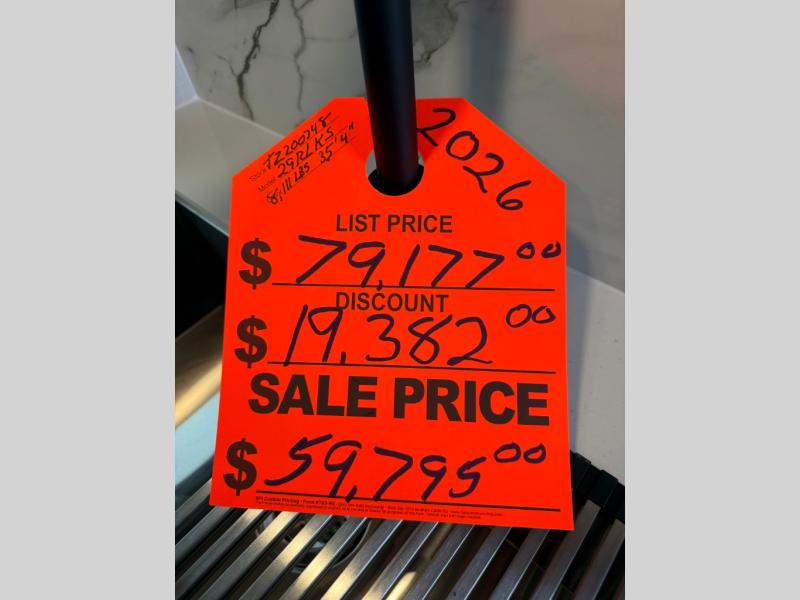 2026
Stock TZ200748
Model 29RLKS
8,111 LBS 35'4"
LIST PRICE
$ 79,177.00
DISCOUNT
$ 19,382.00
SALE PRICE
$ 59,795.00